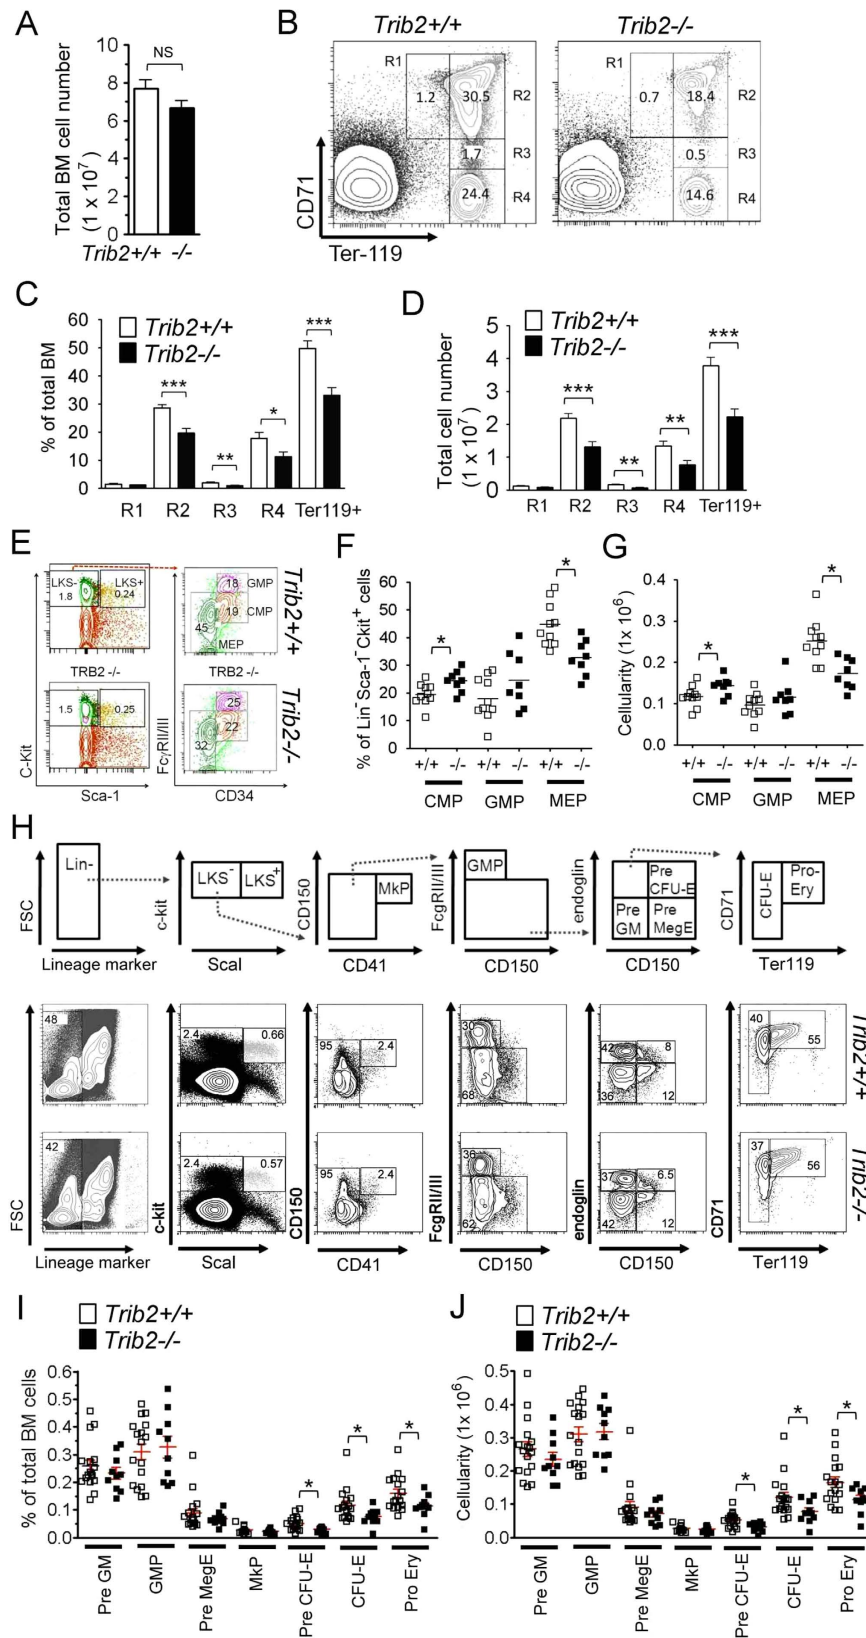 A
Total BM cell number
(1 x 10⁷)
10
8
6
4
2
0
NS
Trib2+/+ -/-
B
Trib2+/+ Trib2-/-
R1
1.2 30.5 R2
1.7 R3
24.4 R4
R1
0.7 18.4 R2
0.5 R3
14.6 R4
CD71
Ter-119
C
Trib2+/+
Trib2-/-
% of total BM
60
50
40
30
20
10
0
*** ** * ***
R1 R2 R3 R4 Ter119+
D
Trib2+/+
Trib2-/-
Total cell number
(1 x 10⁷)
5
4
3
2
1
0
*** ** ** ***
R1 R2 R3 R4 Ter119+
E
LKS- LKS+
1.8 0.24
18 GMP
19 CMP
45
MEP
Trib2+/+
TRB2 -/- TRB2 -/-
1.5 0.25
25
22
32
Trib2-/-
C-Kit
FcγRII/III
Sca-1 CD34
F
% of Lin⁻Sca-1⁻Ckit⁺ cells
60
50
40
30
20
10
0
* *
+/+ -/- +/+ -/- +/+ -/-
CMP GMP MEP
G
Cellularity (1x 10⁶)
0.4
0.3
0.2
0.1
0.0
* *
+/+ -/- +/+ -/- +/+ -/-
CMP GMP MEP
H
FSC
Lin-
Lineage marker
c-kit
LKS⁻ LKS⁺
ScaI
CD150
MkP
CD41
FcgRII/III
GMP
CD150
endoglin
Pre
CFU-E
Pre
GM
Pre
MegE
CD150
CD71
CFU-E
Pro-
Ery
Ter119
48
2.4 0.66
95 2.4
30
68
42 8
36 12
40
55
Trib2+/+
42
2.4 0.57
95 2.4
36
62
37 6.5
42 12
37
56
Trib2-/-
FSC
c-kit
CD150
FcgRII/III
endoglin
CD71
Lineage marker ScaI CD41 CD150 CD150 Ter119
I
Trib2+/+
Trib2-/-
% of total BM cells
0.6
0.5
0.4
0.3
0.2
0.1
0.0
* * *
Pre GM
GMP
Pre MegE
MkP
Pre CFU-E
CFU-E
Pro Ery
J
Trib2+/+
Trib2-/-
Cellularity (1x 10⁶)
0.5
0.4
0.3
0.2
0.1
0.0
* * *
Pre GM
GMP
Pre MegE
MkP
Pre CFU-E
CFU-E
Pro Ery